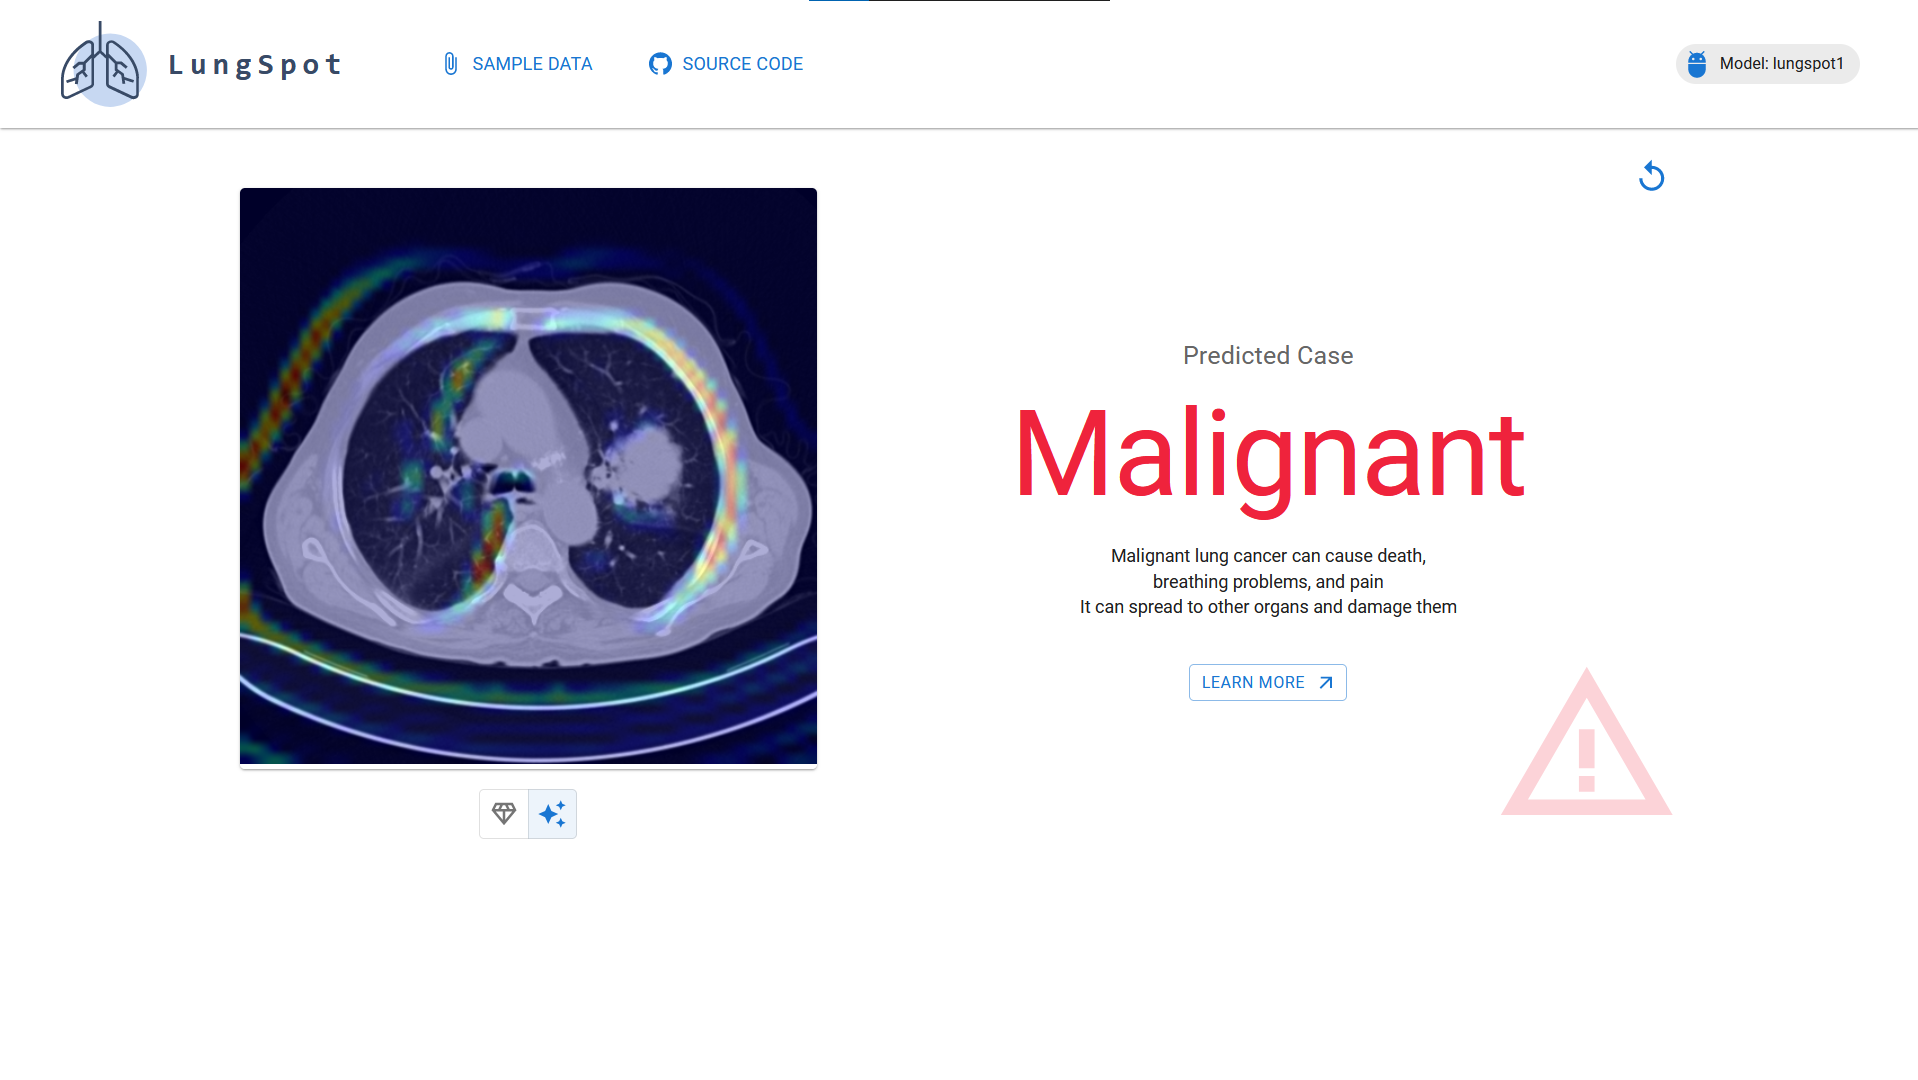 LungSpot
SAMPLE DATA
SOURCE CODE
Model: lungspot1
Predicted Case
Malignant
Malignant lung cancer can cause death,
breathing problems, and pain
It can spread to other organs and damage them
LEARN MORE